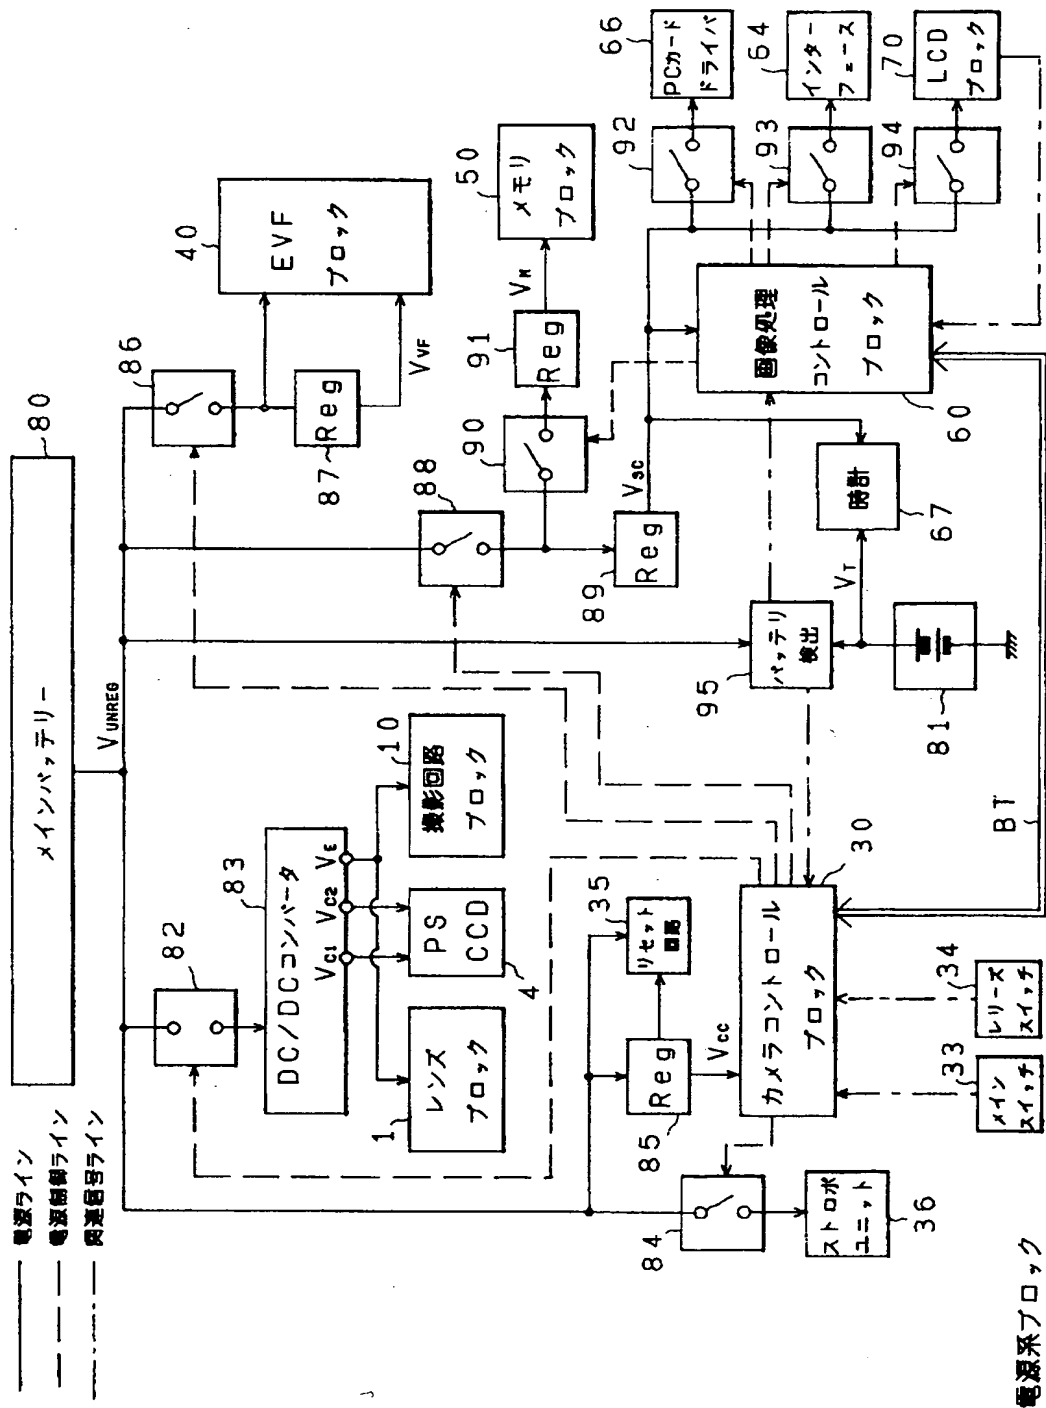 電源ライン
電源制御ライン
関連信号ライン
メインバッテリー
80
VUNREG
82
DC/DCコンバータ
83
VC1
VC2
VE
レンズ
ブロック
1
PS
CCD
4
撮影回路
ブロック
10
86
Reg
87
VVF
EVF
ブロック
40
88
Reg
89
VSC
90
Reg
91
VM
メモリ
ブロック
50
84
ストロボ
ユニット
36
Reg
85
VCC
リセット
回路
35
カメラコントロール
ブロック
30
メイン
スイッチ
33
レリーズ
スイッチ
34
バッテリ
検出
95
81
VT
時計
67
BT
画像処理
コントロール
ブロック
60
92
PCカード
ドライバ
66
93
インター
フェース
64
94
LCD
ブロック
70
電源系ブロック